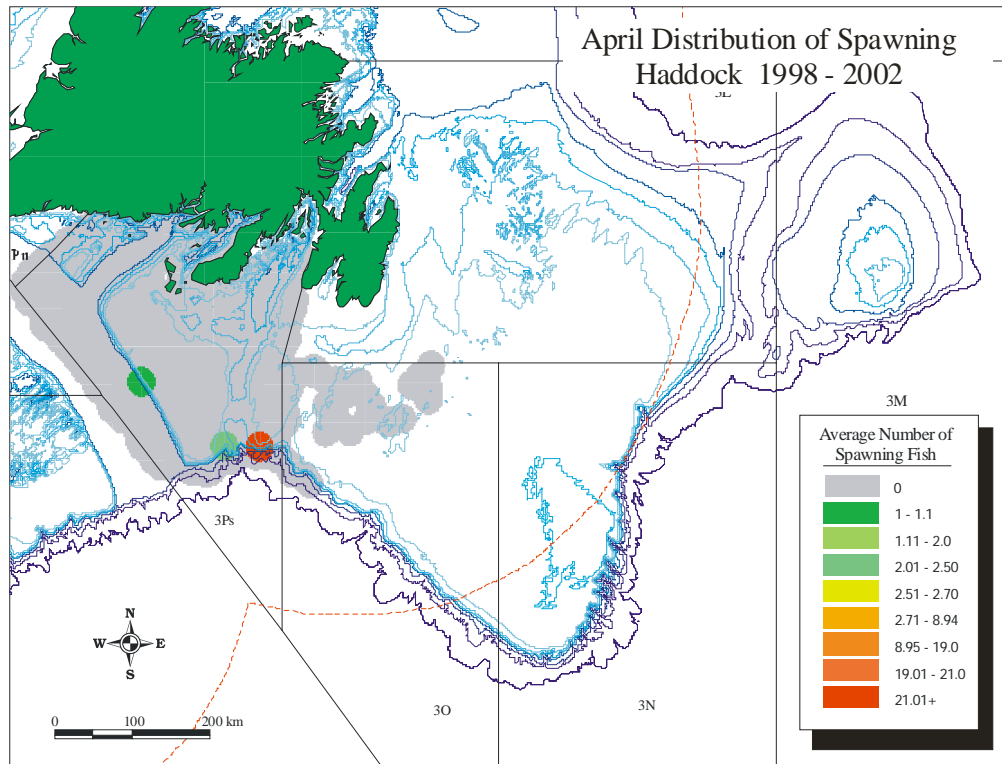 April Distribution of Spawning
Haddock 1998 - 2002
3L
Pn
3M
Average Number of
Spawning Fish
0
1 - 1.1
1.11 - 2.0
2.01 - 2.50
2.51 - 2.70
2.71 - 8.94
8.95 - 19.0
19.01 - 21.0
21.01+
3Ps
N
W E
S
3O
3N
0 100 200 km